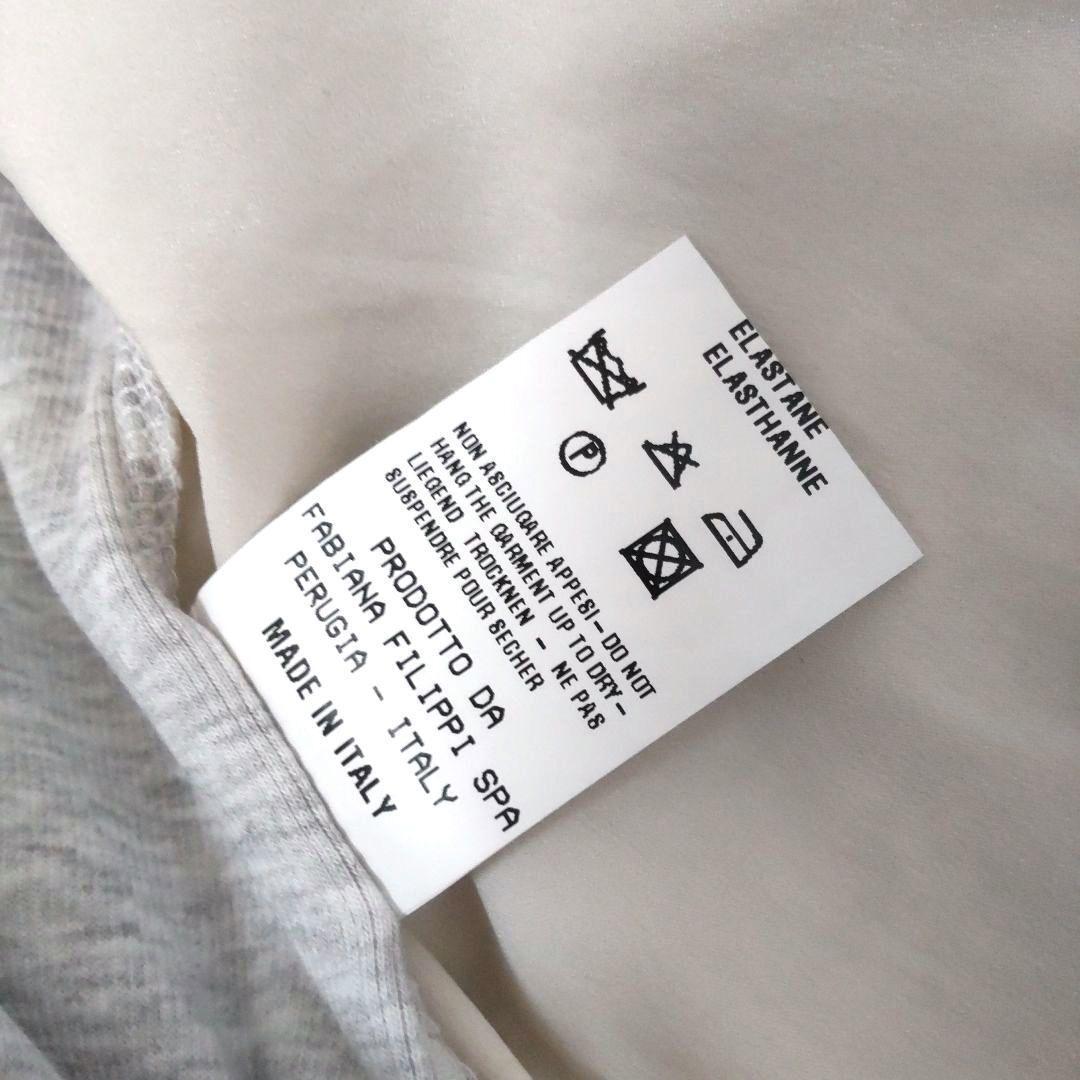 ELASTANE
ELASTHANNE
P
NON ASCIUGARE APPESI - DO NOT
HANG THE GARMENT UP TO DRY -
LIEGEND TROCKNEN - NE PAS
SUSPENDRE POUR SECHER
PRODOTTO DA
FABIANA FILIPPI SPA
PERUGIA - ITALY
MADE IN ITALY